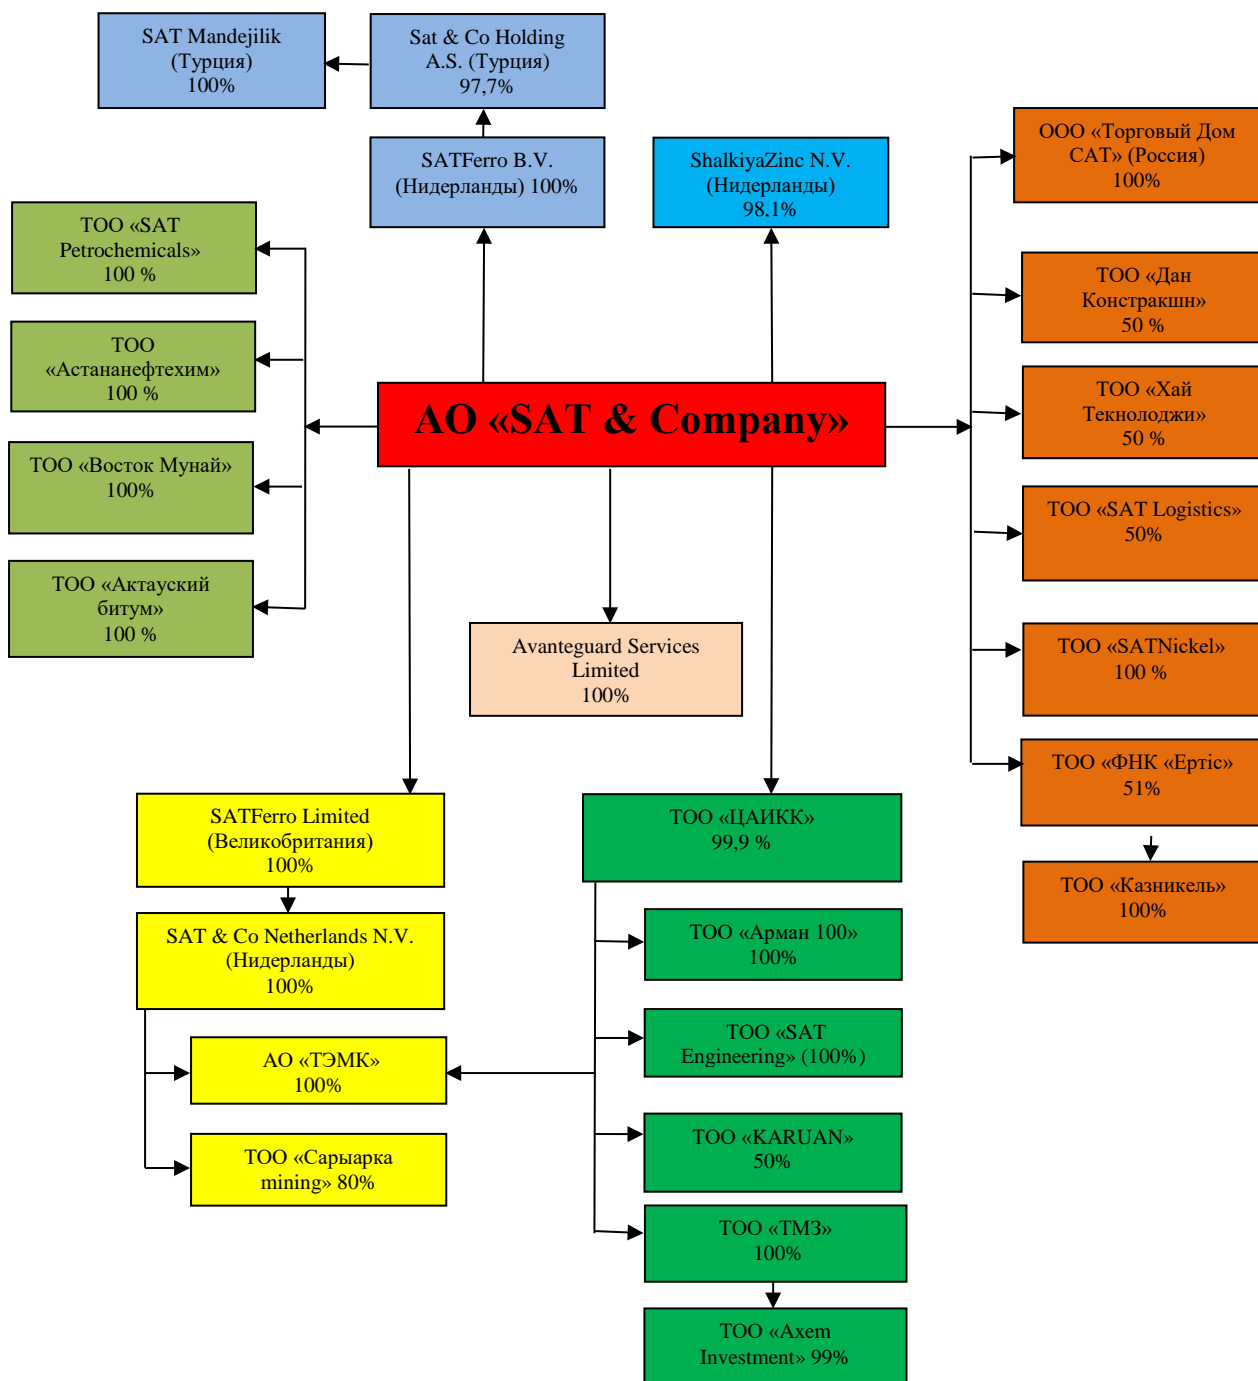 SAT Mandejilik
(Турция)
100%
Sat & Co Holding
A.S. (Турция)
97,7%
SATFerro B.V.
(Нидерланды) 100%
ShalkiyaZinc N.V.
(Нидерланды)
98,1%
ООО «Торговый Дом
САТ» (Россия)
100%
ТОО «SAT
Petrochemicals»
100 %
ТОО «Дан
Констракшн»
50 %
ТОО
«Астананефтехим»
100 %
АО «SAT & Company»
ТОО «Хай
Текнолоджи»
50 %
ТОО «Восток Мунай»
100%
ТОО «SAT Logistics»
50%
ТОО «Актауский
битум»
100 %
Avanteguard Services
Limited
100%
ТОО «SATNickel»
100 %
ТОО «ФНК «Ертіс»
51%
SATFerro Limited
(Великобритания)
100%
ТОО «ЦАИКК»
99,9 %
ТОО «Казникель»
100%
SAT & Co Netherlands N.V.
(Нидерланды)
100%
ТОО «Арман 100»
100%
АО «ТЭМК»
100%
ТОО «SAT
Engineering» (100%)
ТОО «Сарыарка
mining» 80%
ТОО «KARUAN»
50%
ТОО «ТМЗ»
100%
ТОО «Axem
Investment» 99%